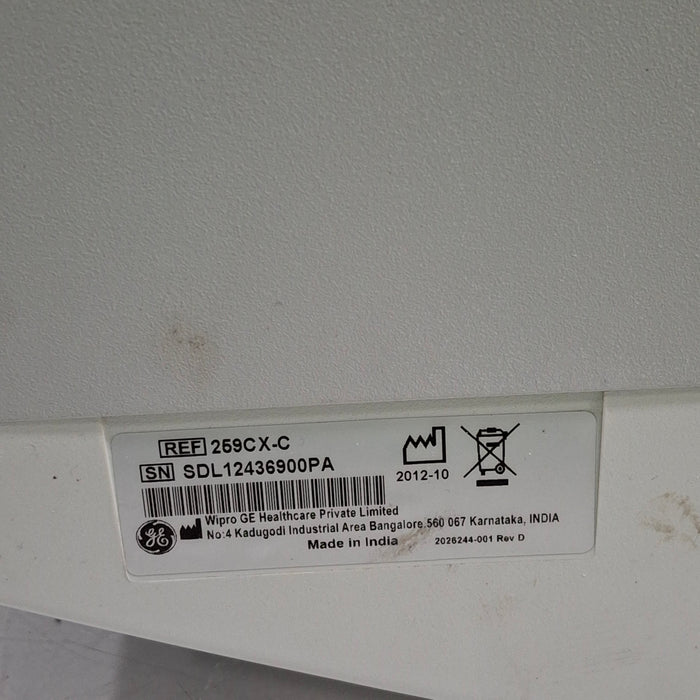 REF 259CX-C
SN SDL12436900PA
2012-10
GE
Wipro GE Healthcare Private Limited
No:4 Kadugodi Industrial Area Bangalore 560 067 Karnataka, INDIA
Made in India
2026244-001 Rev D